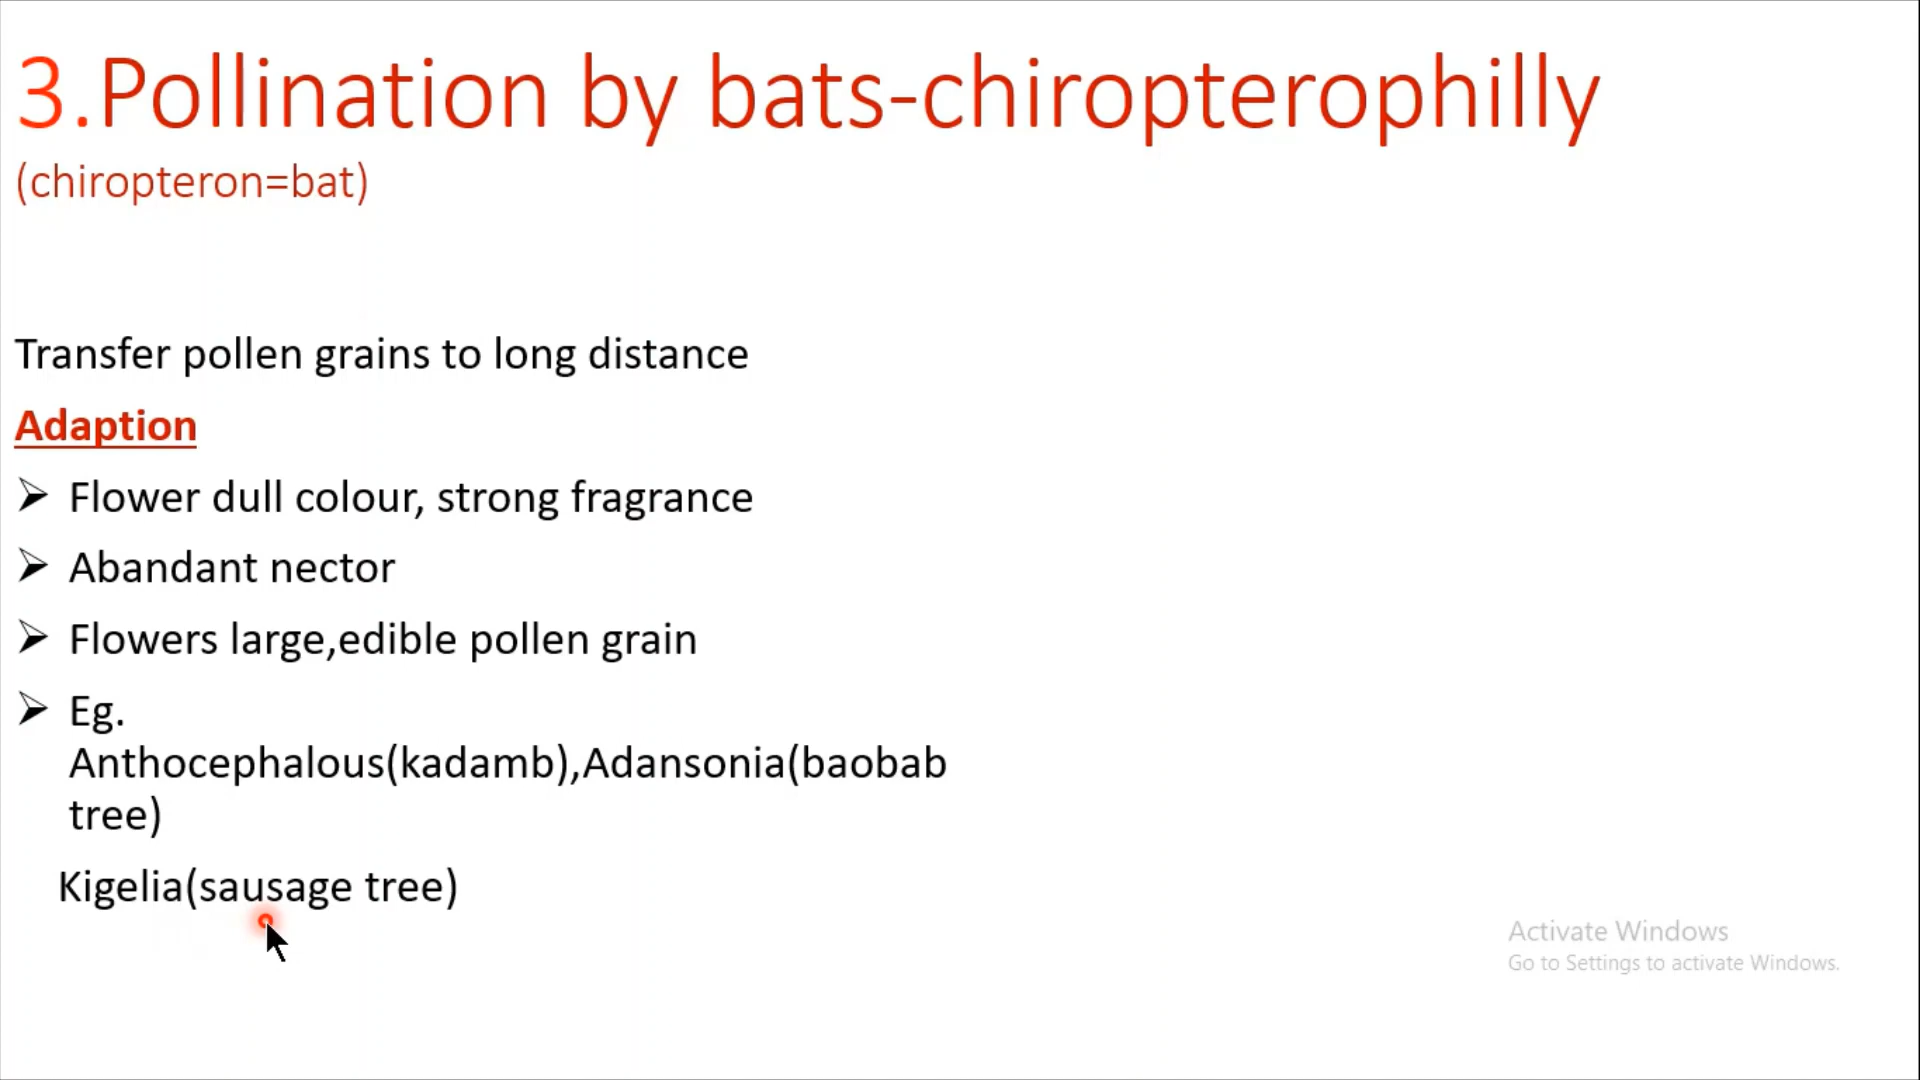 3.Pollination by bats-chiropterophilly
(chiropteron=bat)
Transfer pollen grains to long distance
Adaption
➢ Flower dull colour, strong fragrance
➢ Abandant nector
➢ Flowers large,edible pollen grain
➢ Eg.
Anthocephalous(kadamb),Adansonia(baobab
tree)
Kigelia(sausage tree)
Activate Windows
Go to Settings to activate Windows.